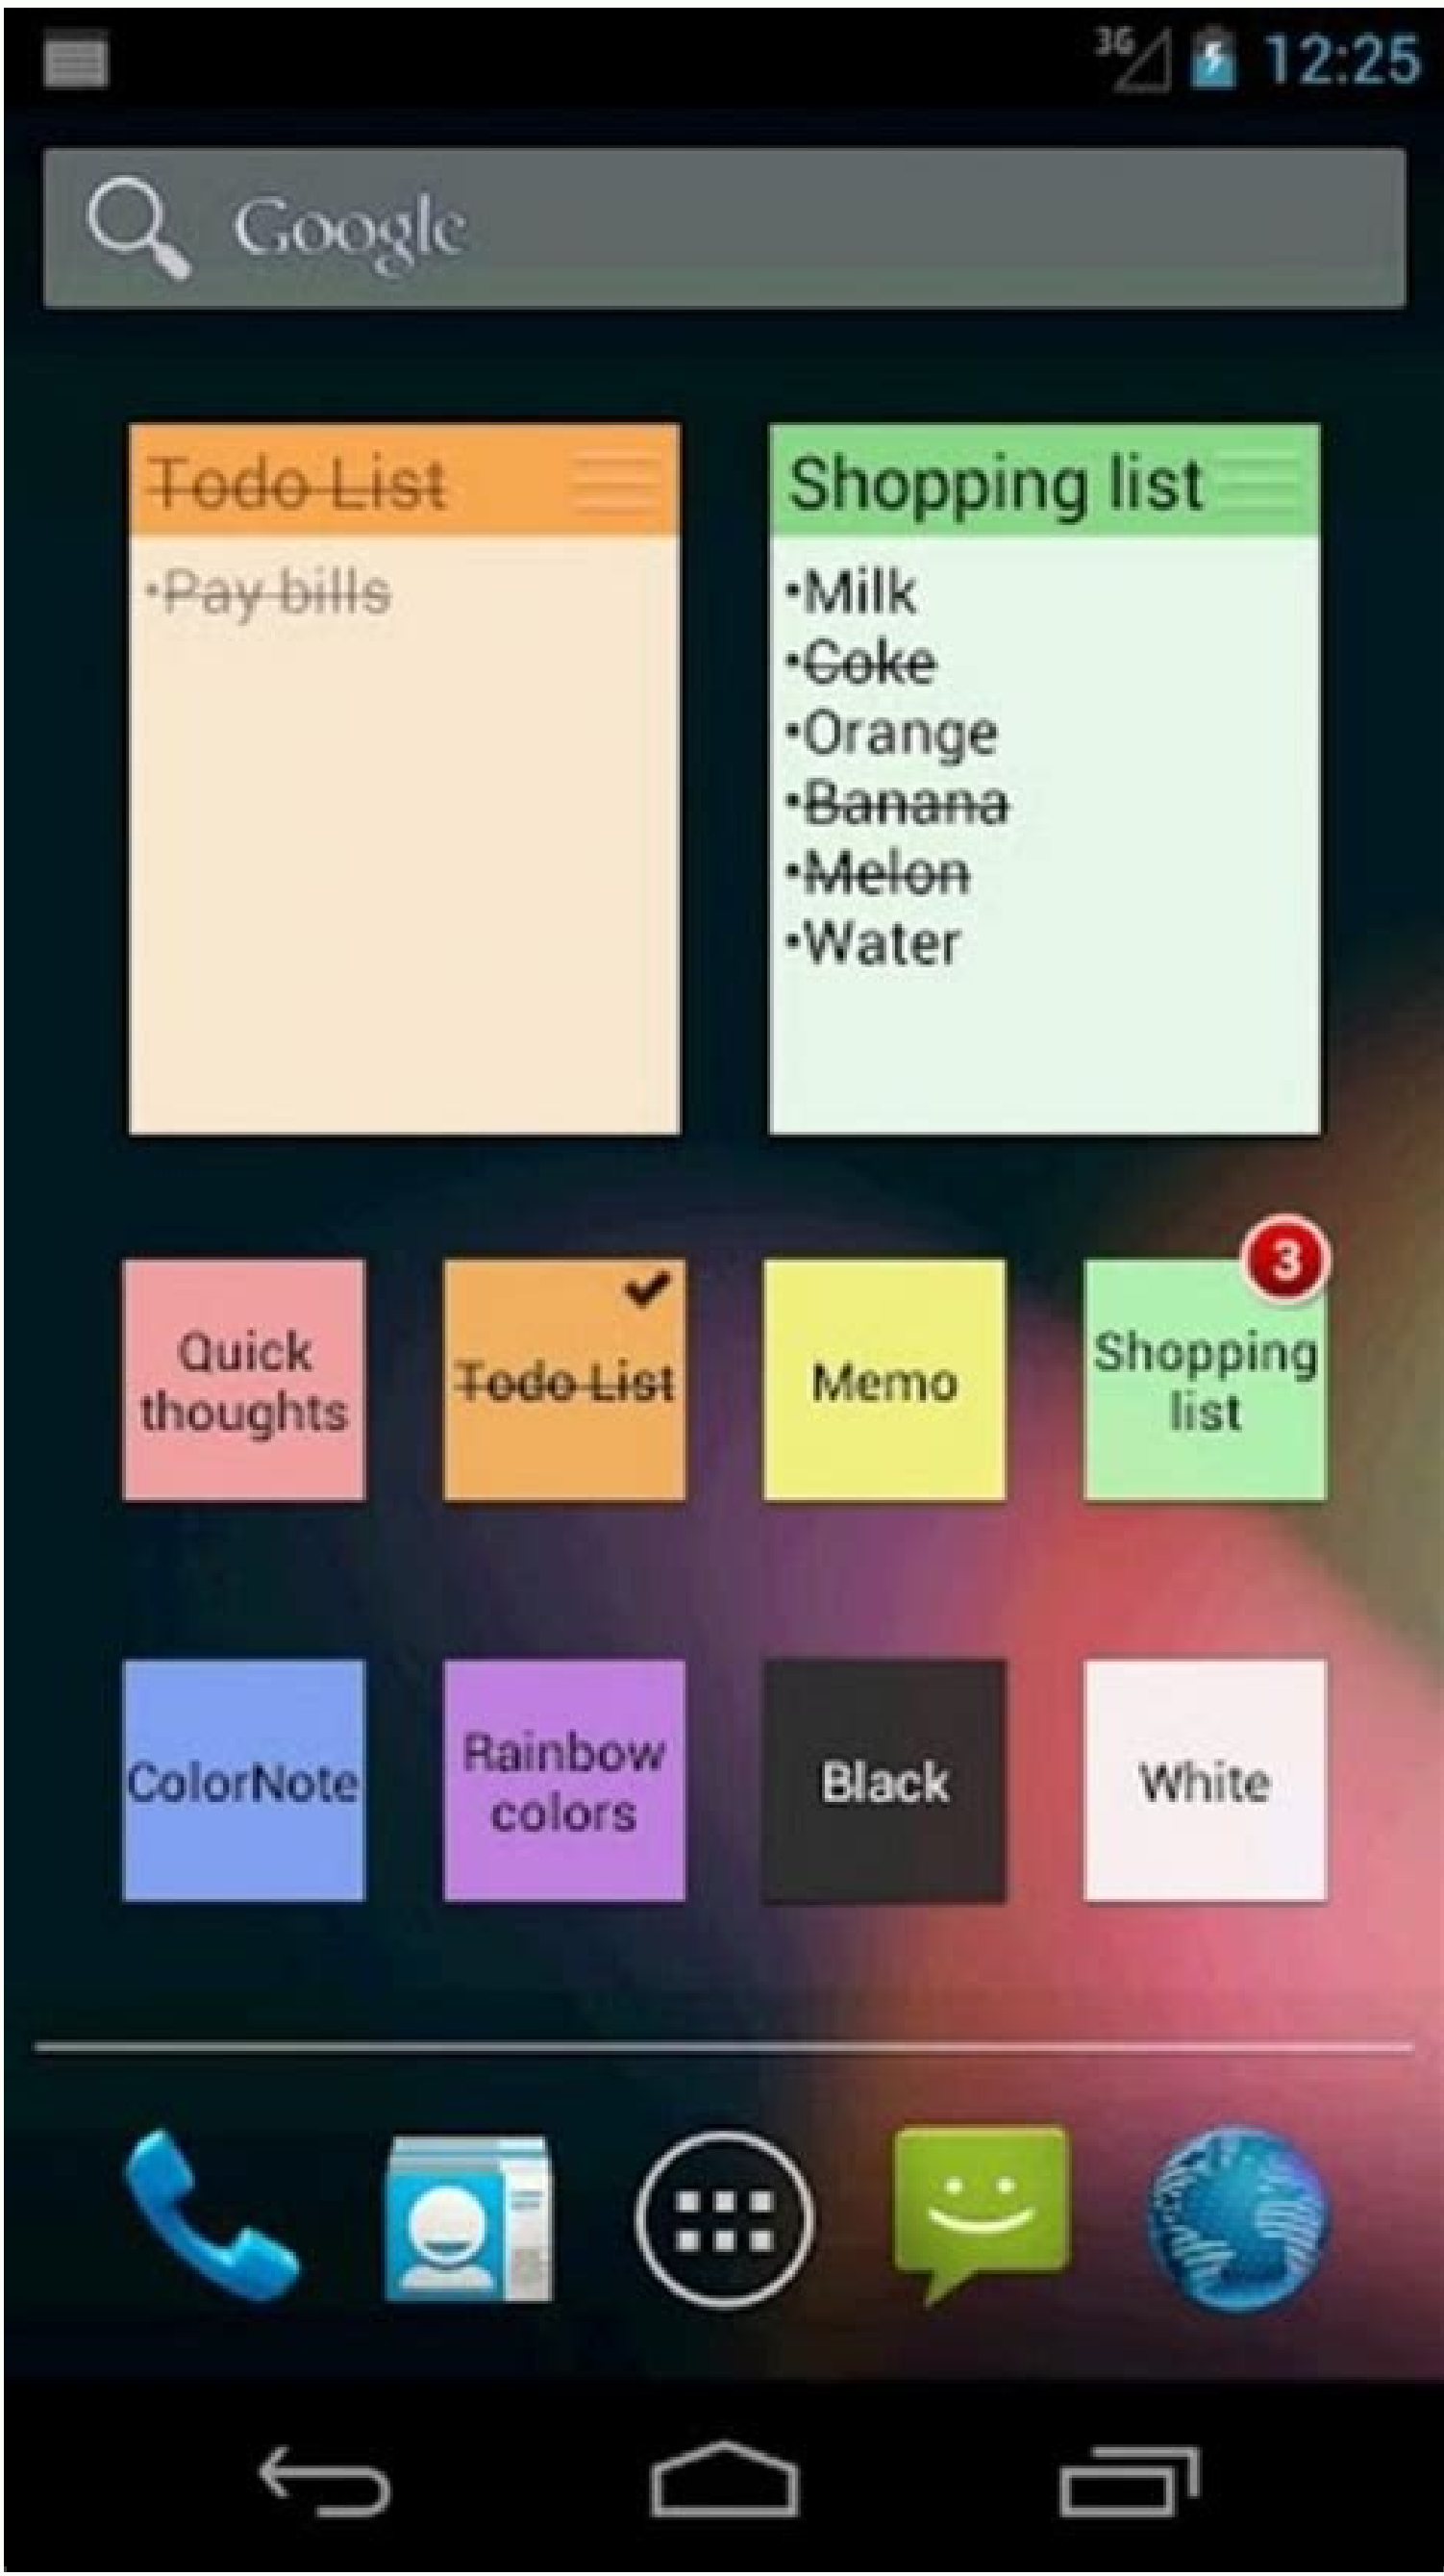 3G 12:25
Google
Todo List
•Pay bills
Shopping list
•Milk
•Coke
•Orange
•Banana
•Melon
•Water
3
Quick
thoughts
Todo List
Memo
Shopping
list
ColorNote
Rainbow
colors
Black
White